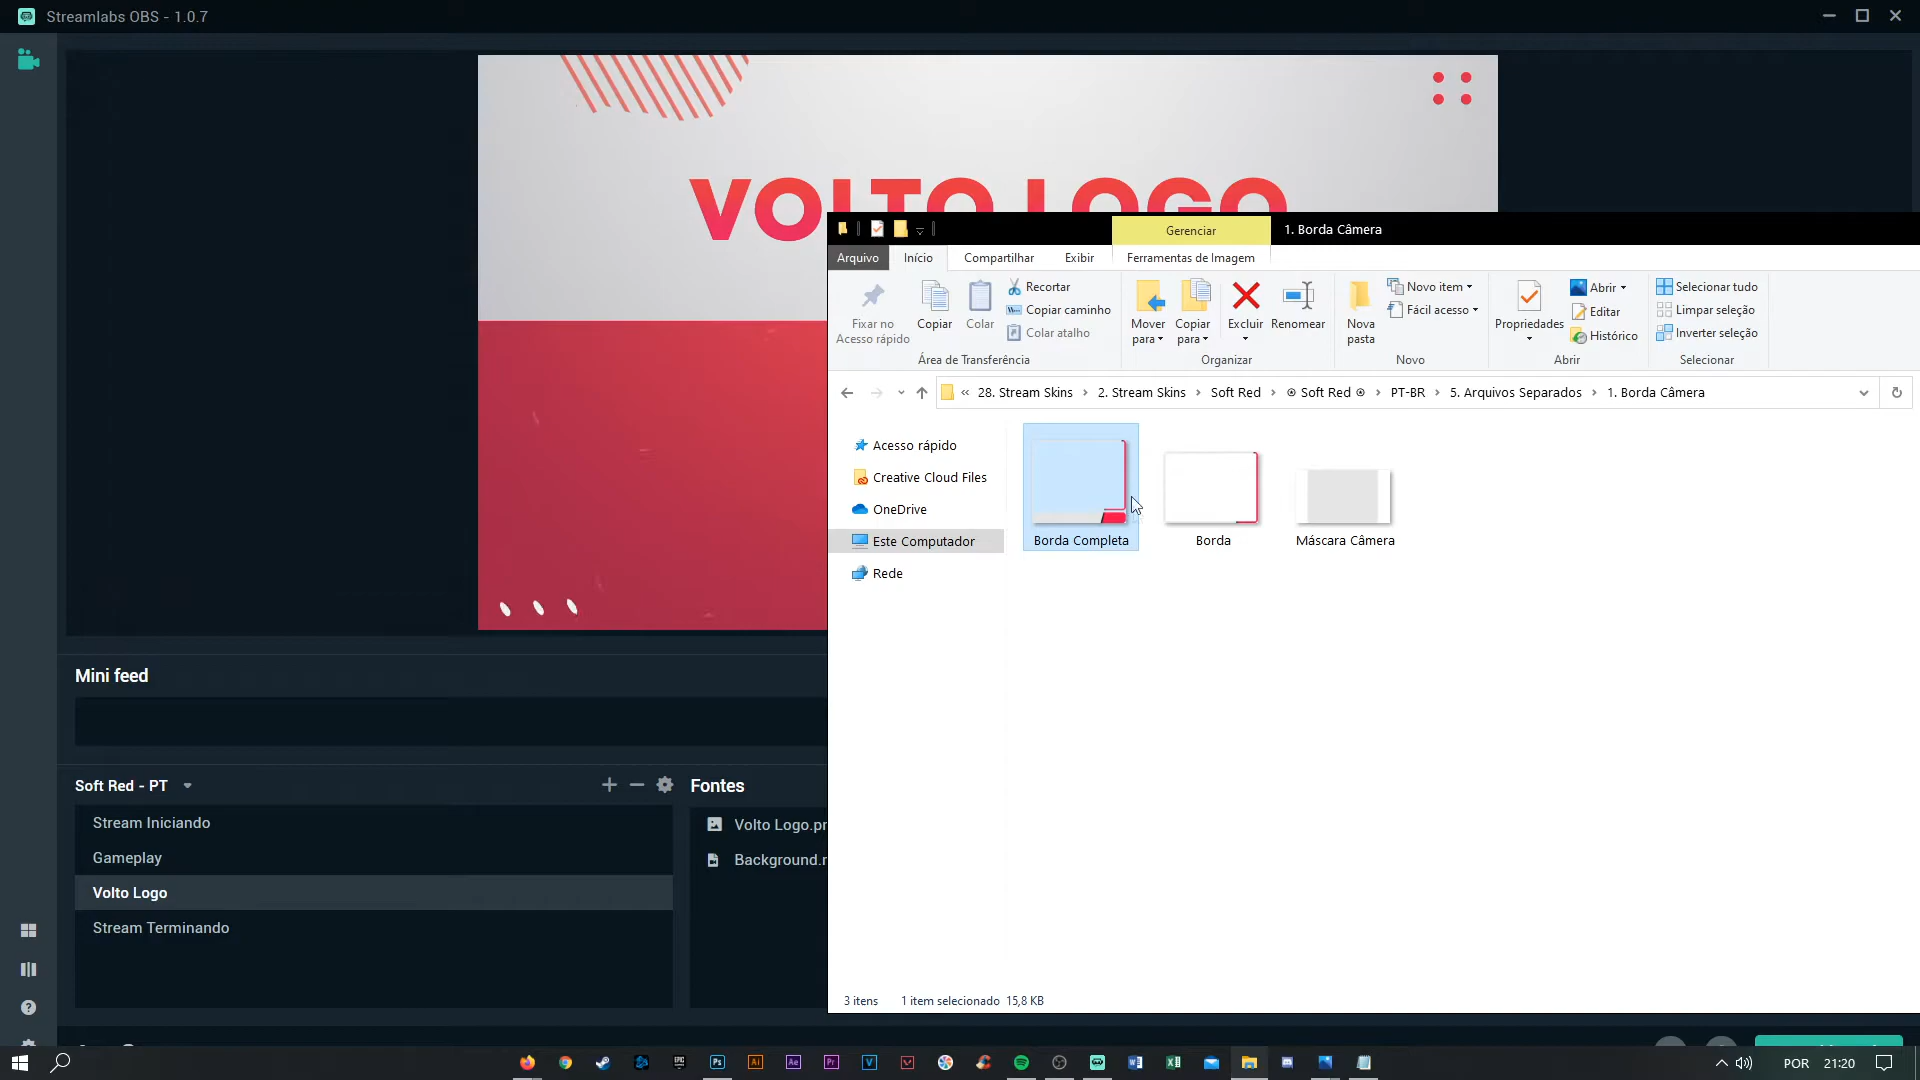 Streamlabs OBS - 1.0.7
VOLTO LOGO
Gerenciar
1. Borda Câmera
Arquivo
Início
Compartilhar
Exibir
Ferramentas de Imagem
Fixar no
Acesso rápido
Copiar
Colar
Recortar
Copiar caminho
Colar atalho
Área de Transferência
Mover
para
Copiar
para
Excluir
Renomear
Organizar
Nova
pasta
Novo item
Fácil acesso
Novo
Propriedades
Abrir
Editar
Histórico
Abrir
Selecionar tudo
Limpar seleção
Inverter seleção
Selecionar
« 28. Stream Skins > 2. Stream Skins > Soft Red > ⦿ Soft Red ⦿ > PT-BR > 5. Arquivos Separados > 1. Borda Câmera
Acesso rápido
Creative Cloud Files
OneDrive
Este Computador
Rede
Borda Completa
Borda
Máscara Câmera
3 itens
1 item selecionado 15,8 KB
Mini feed
Soft Red - PT
Stream Iniciando
Gameplay
Volto Logo
Stream Terminando
Fontes
Volto Logo.pr
Background.r
POR
21:20